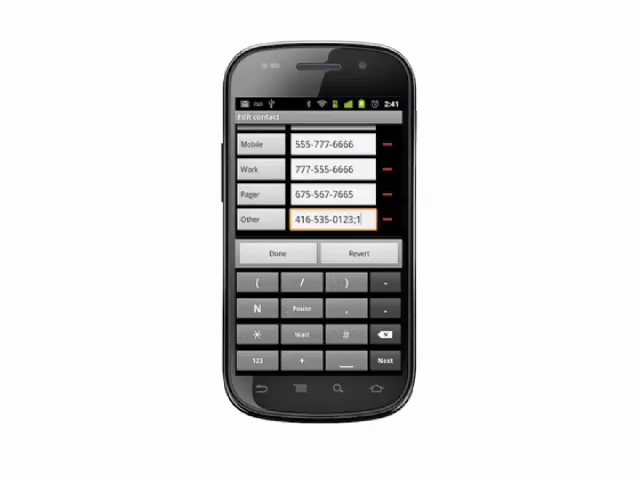 2:41
Edit contact
Mobile 555-777-6666
Work 777-555-6666
Pager 675-567-7665
Other 416-535-0123;1
Done Revert
( / ) -
N Pause , .
* Wait #
123 + Next